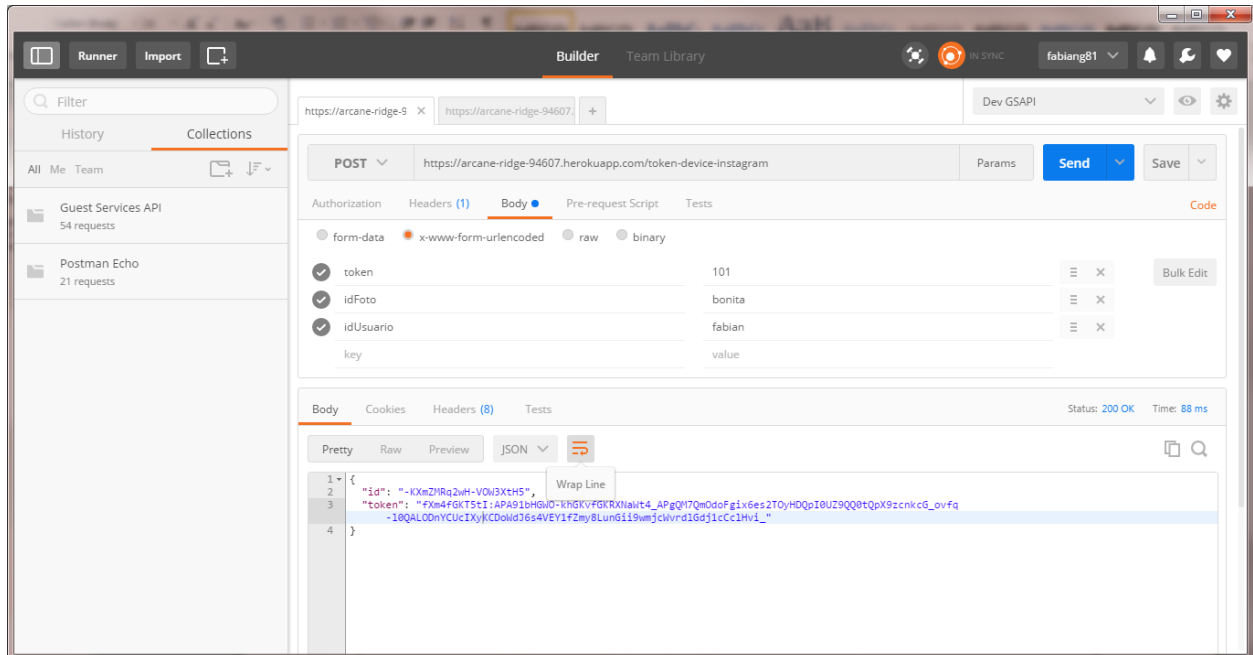 Runner Import Builder Team Library IN SYNC fabiang81
Filter
History Collections
All Me Team
Guest Services API
54 requests
Postman Echo
21 requests
https://arcane-ridge-9 https://arcane-ridge-94607. + Dev GSAPI
POST https://arcane-ridge-94607.herokuapp.com/token-device-instagram Params Send Save
Authorization Headers (1) Body Pre-request Script Tests Code
form-data x-www-form-urlencoded raw binary
token 101 Bulk Edit
idFoto bonita
idUsuario fabian
key value
Body Cookies Headers (8) Tests Status: 200 OK Time: 88 ms
Pretty Raw Preview JSON
Wrap Line
1 {
2 "id": "-KXmZMRq2wH-VOW3XtH5",
3 "token": "fXm4fGKT5tI:APA91bHGWO-khGKvfGKRXNaWt4_APgQM7QmOdoFgix6es2TOyHDQpI0UZ9QQ0tQpX9zcnkcG_ovfq
-l0QALODnYCUcIXyKCDoWdJ6s4VEY1fZmy8LunGii9wmjcWvrd1Gdj1cCclHvi_"
4 }